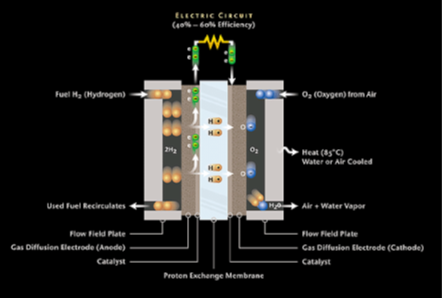 ELECTRIC CIRCUIT
(40% – 60% Efficiency)
Fuel H₂ (Hydrogen)
O₂ (Oxygen) from Air
2H₂
O₂
Heat (85°C)
Water or Air Cooled
Used Fuel Recirculates
H₂O
Air + Water Vapor
Flow Field Plate
Flow Field Plate
Gas Diffusion Electrode (Anode)
Gas Diffusion Electrode (Cathode)
Catalyst
Catalyst
Proton Exchange Membrane